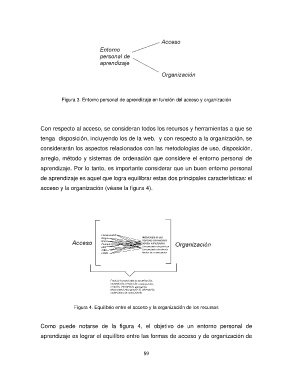 Acceso
Entorno
personal de
aprendizaje
Organización
Figura 3. Entorno personal de aprendizaje en función del acceso y organización
Con respecto al acceso, se consideran todos los recursos y herramientas a que se
tenga disposición, incluyendo los de la web, y con respecto a la organización, se
considerarán los aspectos relacionados con las metodologías de uso, disposición,
arreglo, método y sistemas de ordenación que considere el entorno personal de
aprendizaje. Por lo tanto, es importante considerar que un buen entorno personal
de aprendizaje es aquel que logra equilibrar estas dos principales características: el
acceso y la organización (véase la figura 4).
Acceso
Organización
Figura 4. Equilibrio entre el acceso y la organización de los recursos
Como puede notarse de la figura 4, el objetivo de un entorno personal de
aprendizaje es lograr el equilibro entre las formas de acceso y de organización de
89